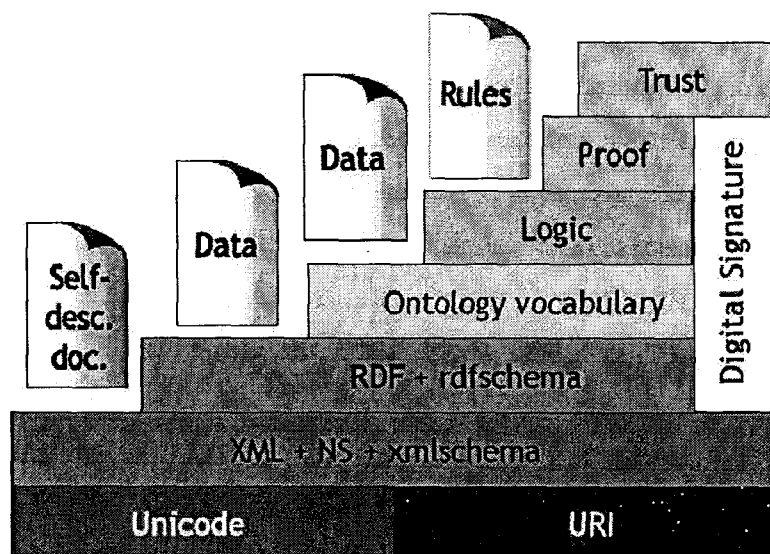 Rules
Trust
Data
Proof
Data
Logic
Self-
desc.
doc.
Ontology vocabulary
Digital Signature
RDF + rdfschema
XML + NS + xmlschema
Unicode
URI